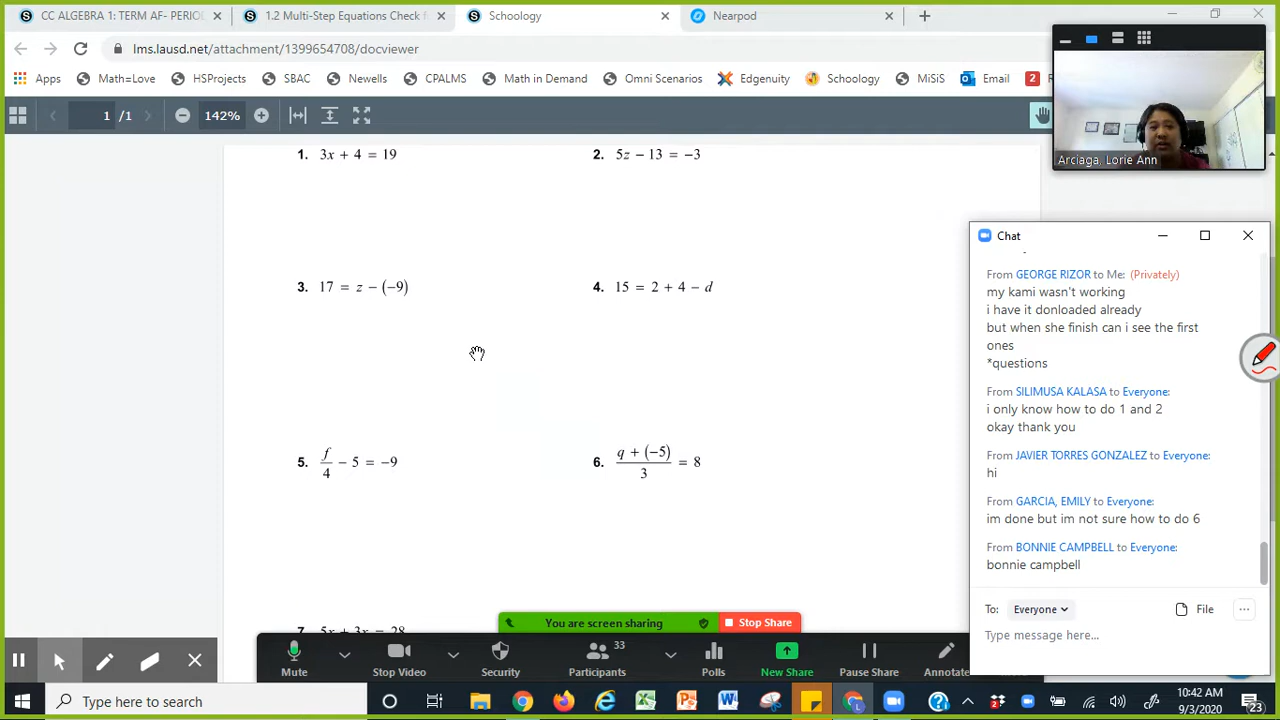 CC ALGEBRA 1: TERM AF- PERIOD
1.2 Multi-Step Equations Check for
Schoology
Nearpod
lms.lausd.net/attachment/1399654708/docviewer
Apps
Math=Love
HSProjects
SBAC
Newells
CPALMS
Math in Demand
Omni Scenarios
Edgenuity
Schoology
MiSiS
Email
1 /1
142%
Arciaga, Lorie Ann
1. 3x + 4 = 19
2. 5z − 13 = −3
3. 17 = z − (−9)
4. 15 = 2 + 4 − d
5. f/4 − 5 = −9
6. (q + (−5))/3 = 8
7. 5x + 3x = 28
Chat
From GEORGE RIZOR to Me: (Privately)
my kami wasn't working
i have it donloaded already
but when she finish can i see the first
ones
*questions
From SILIMUSA KALASA to Everyone:
i only know how to do 1 and 2
okay thank you
From JAVIER TORRES GONZALEZ to Everyone:
hi
From GARCIA, EMILY to Everyone:
im done but im not sure how to do 6
From BONNIE CAMPBELL to Everyone:
bonnie campbell
To: Everyone
File
Type message here...
You are screen sharing
Stop Share
Mute
Stop Video
Security
Participants
33
Polls
New Share
Pause Share
Annotate
Type here to search
10:42 AM
9/3/2020
23